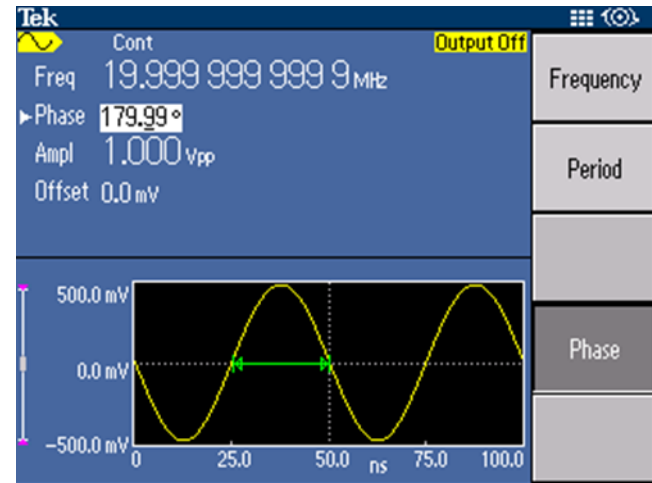 Tek
Cont
Output Off
Freq 19.999 999 999 9 MHz
Phase 179.99°
Ampl 1.000 Vpp
Offset 0.0 mV
Frequency
Period
Phase
500.0 mV
0.0 mV
-500.0 mV
0 25.0 50.0 ns 75.0 100.0